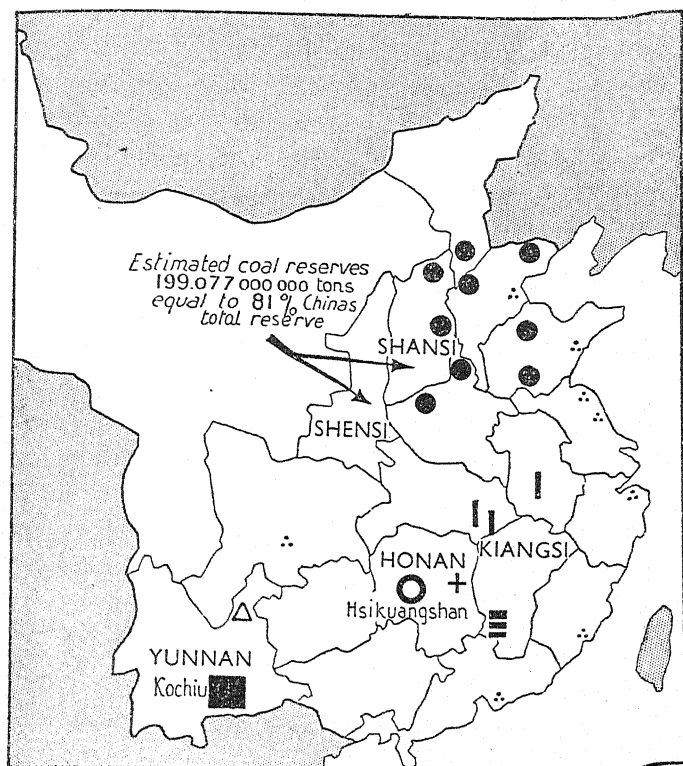 Estimated coal reserves
199.077 000 000 tons
equal to 81% Chinas
total reserve
SHANSI
SHENSI
HONAN
KIANGSI
Hsikuangshan
YUNNAN
Kochiu